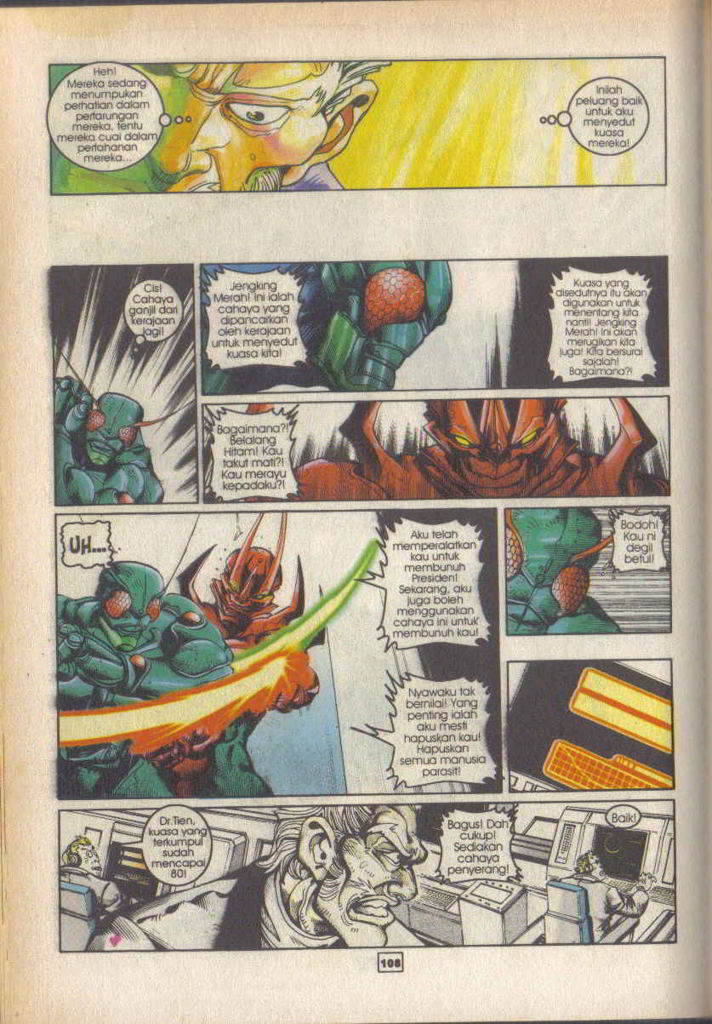 Heh!
Mereka sedang
menumpukan
perhatian dalam
pertarungan
mereka, tentu
mereka cuai dalam
pertahanan
mereka...
Inilah
peluang baik
untuk aku
menyedut
kuasa
mereka!
Cis!
Cahaya
ganjil dari
kerajaan
lagi!
Jengking
Merah! Ini ialah
cahaya yang
dipancarkan
oleh kerajaan
untuk menyedut
kuasa kita!
Kuasa yang
disedutnya itu akan
digunakan untuk
menentang kita
nanti! Jengking
Merah! Ini akan
merugikan kita
juga! Kita bersurai
sajalah!
Bagaimana?!
Bagaimana?!
Belalang
Hitam! Kau
takut mati?!
Kau merayu
kepadaku?!
UH...
Aku telah
memperalatkan
kau untuk
membunuh
Presiden!
Sekarang, aku
juga boleh
menggunakan
cahaya ini untuk
membunuh kau!
Nyawaku tak
bernilai! Yang
penting ialah
aku mesti
hapuskan kau!
Hapuskan
semua manusia
parasit!
Bodoh!
Kau ni
degil
betul!
Dr.Tien,
kuasa yang
terkumpul
sudah
mencapai
80!
Bagus! Dah
cukup!
Sediakan
cahaya
penyerang!
Baik!
108